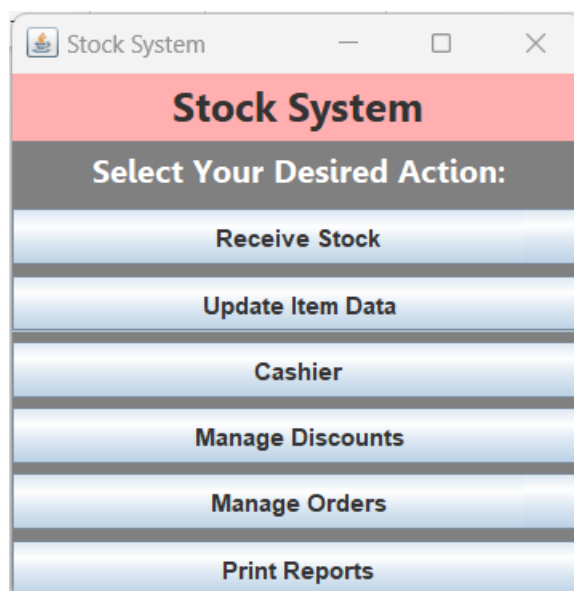 Stock System
Stock System
Select Your Desired Action:
Receive Stock
Update Item Data
Cashier
Manage Discounts
Manage Orders
Print Reports